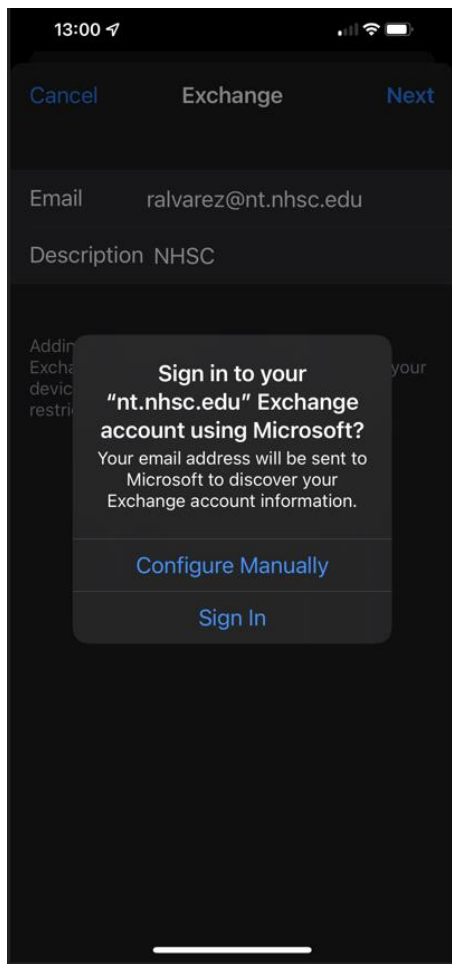 13:00
Cancel Exchange Next
Email ralvarez@nt.nhsc.edu
Description NHSC
Sign in to your
“nt.nhsc.edu” Exchange
account using Microsoft?
Your email address will be sent to
Microsoft to discover your
Exchange account information.
Configure Manually
Sign In
your